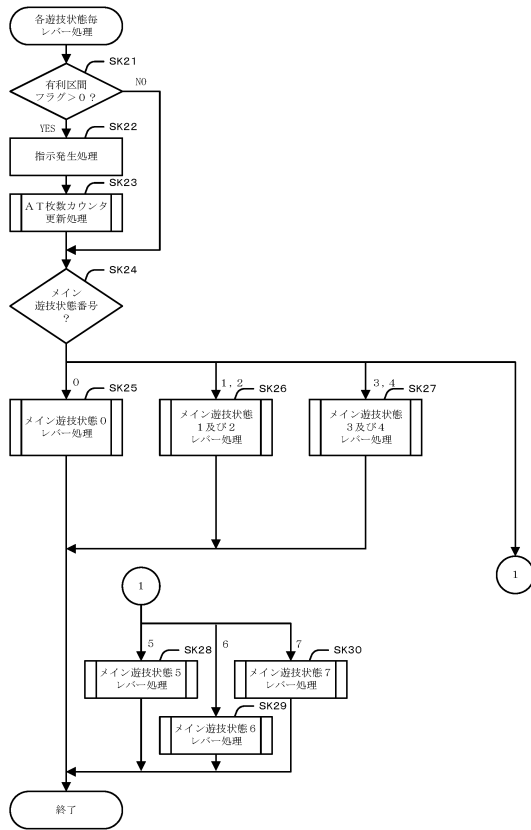 各遊技状態毎
レバー処理
SK21
有利区間
フラグ＞０？
NO
YES
SK22
指示発生処理
SK23
ＡＴ枚数カウンタ
更新処理
SK24
メイン
遊技状態番号
？
0
SK25
1, 2
SK26
3, 4
SK27
メイン遊技状態０
レバー処理
メイン遊技状態
１及び２
レバー処理
メイン遊技状態
３及び４
レバー処理
1
1
5
SK28
6
7
SK30
メイン遊技状態５
レバー処理
メイン遊技状態７
レバー処理
SK29
メイン遊技状態６
レバー処理
終了